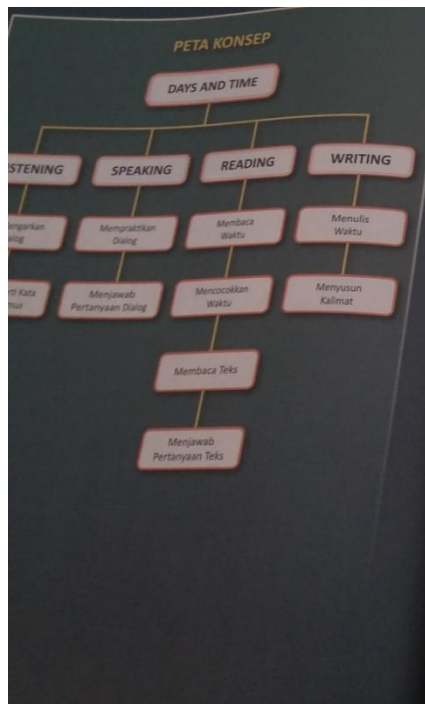 PETA KONSEP
DAYS AND TIME
SPEAKING
READING
WRITING
Mempraktikan
Dialog
Membaca
Waktu
Menulis
Waktu
Menjawab
Pertanyaan Dialog
Mencocokkan
Waktu
Menyusun
Kalimat
Membaca Teks
Menjawab
Pertanyaan Teks